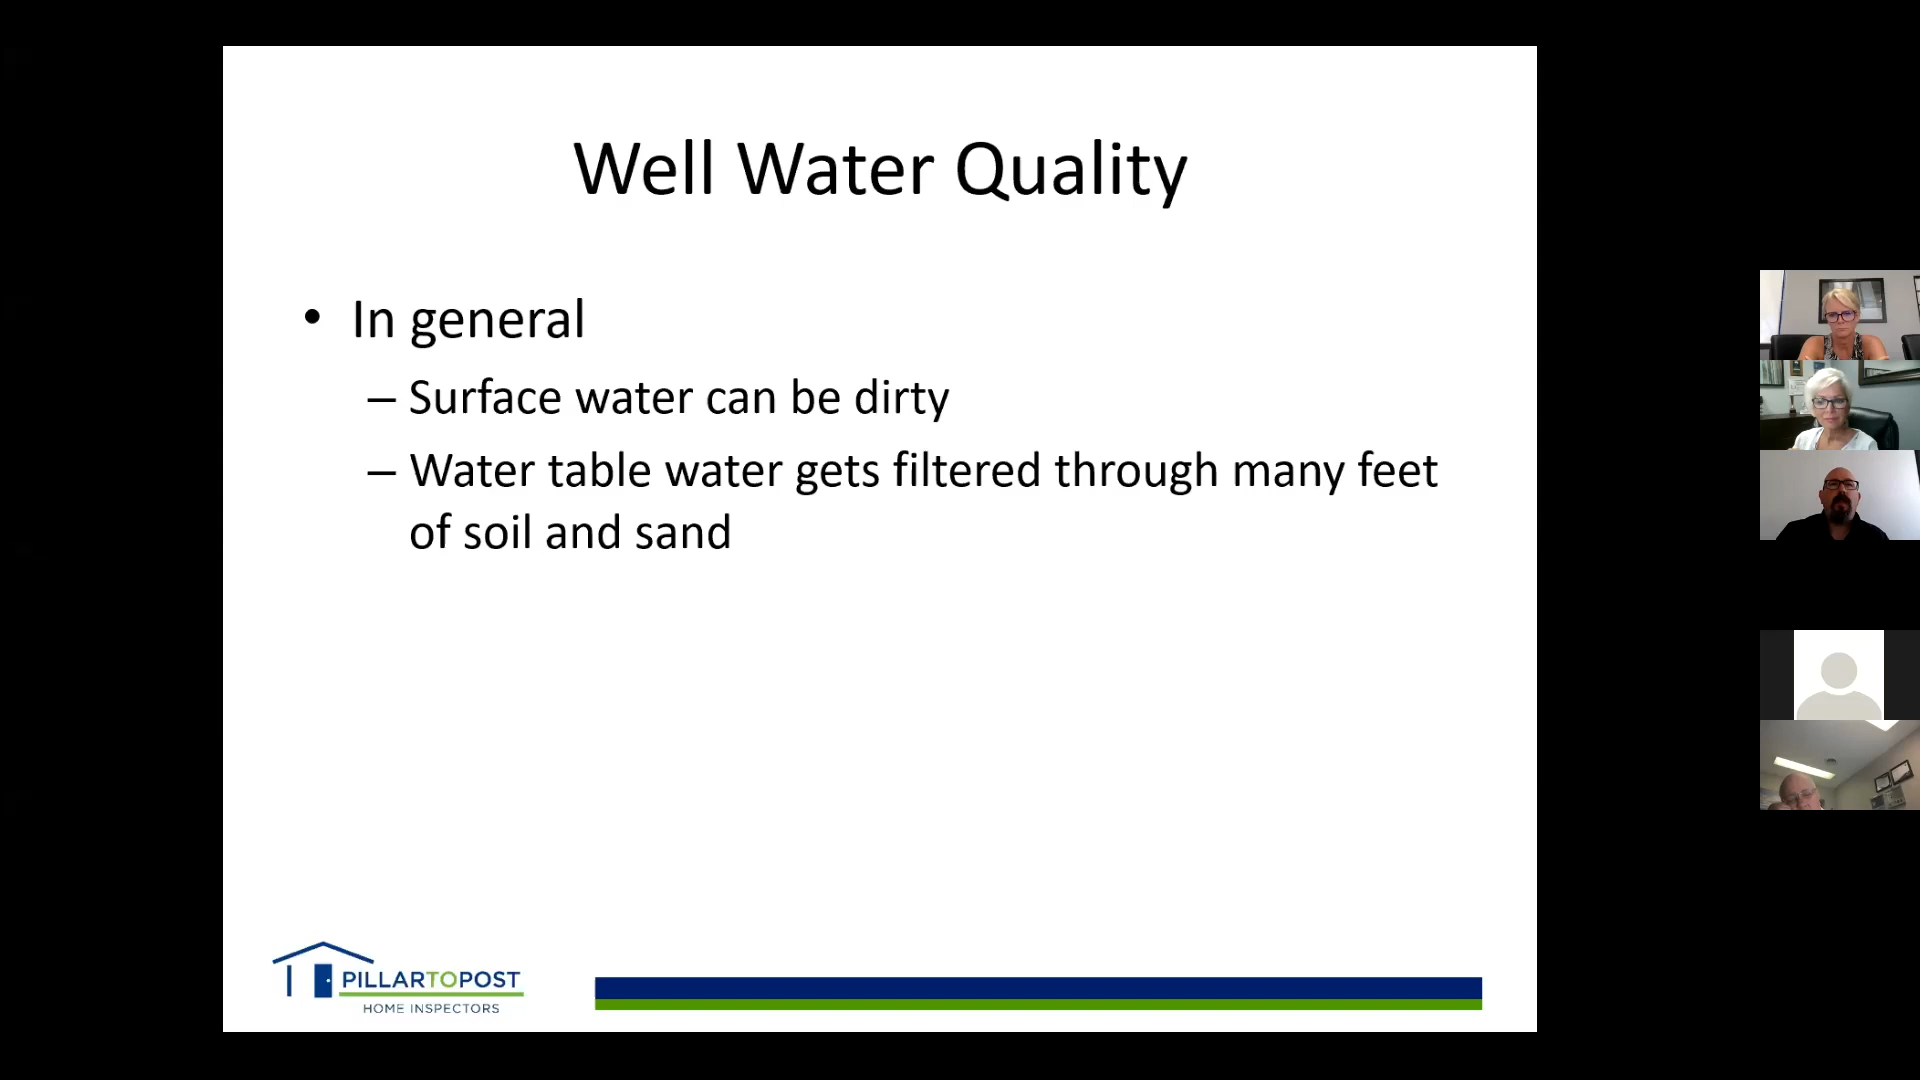 Well Water Quality
• In general
– Surface water can be dirty
– Water table water gets filtered through many feet
of soil and sand
PILLARTOPOST
HOME INSPECTORS